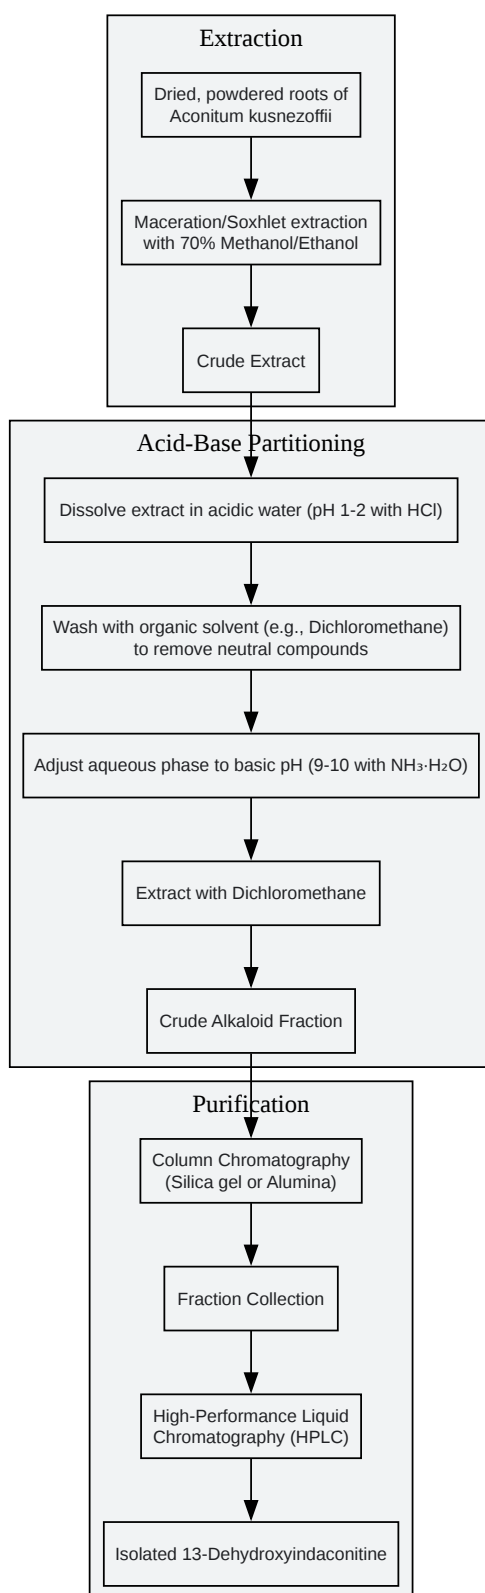 Extraction
Dried, powdered roots of
Aconitum kusnezoffii
Maceration/Soxhlet extraction
with 70% Methanol/Ethanol
Crude Extract
Acid-Base Partitioning
Dissolve extract in acidic water (pH 1-2 with HCl)
Wash with organic solvent (e.g., Dichloromethane)
to remove neutral compounds
Adjust aqueous phase to basic pH (9-10 with NH₃·H₂O)
Extract with Dichloromethane
Crude Alkaloid Fraction
Purification
Column Chromatography
(Silica gel or Alumina)
Fraction Collection
High-Performance Liquid
Chromatography (HPLC)
Isolated 13-Dehydroxyindaconitine